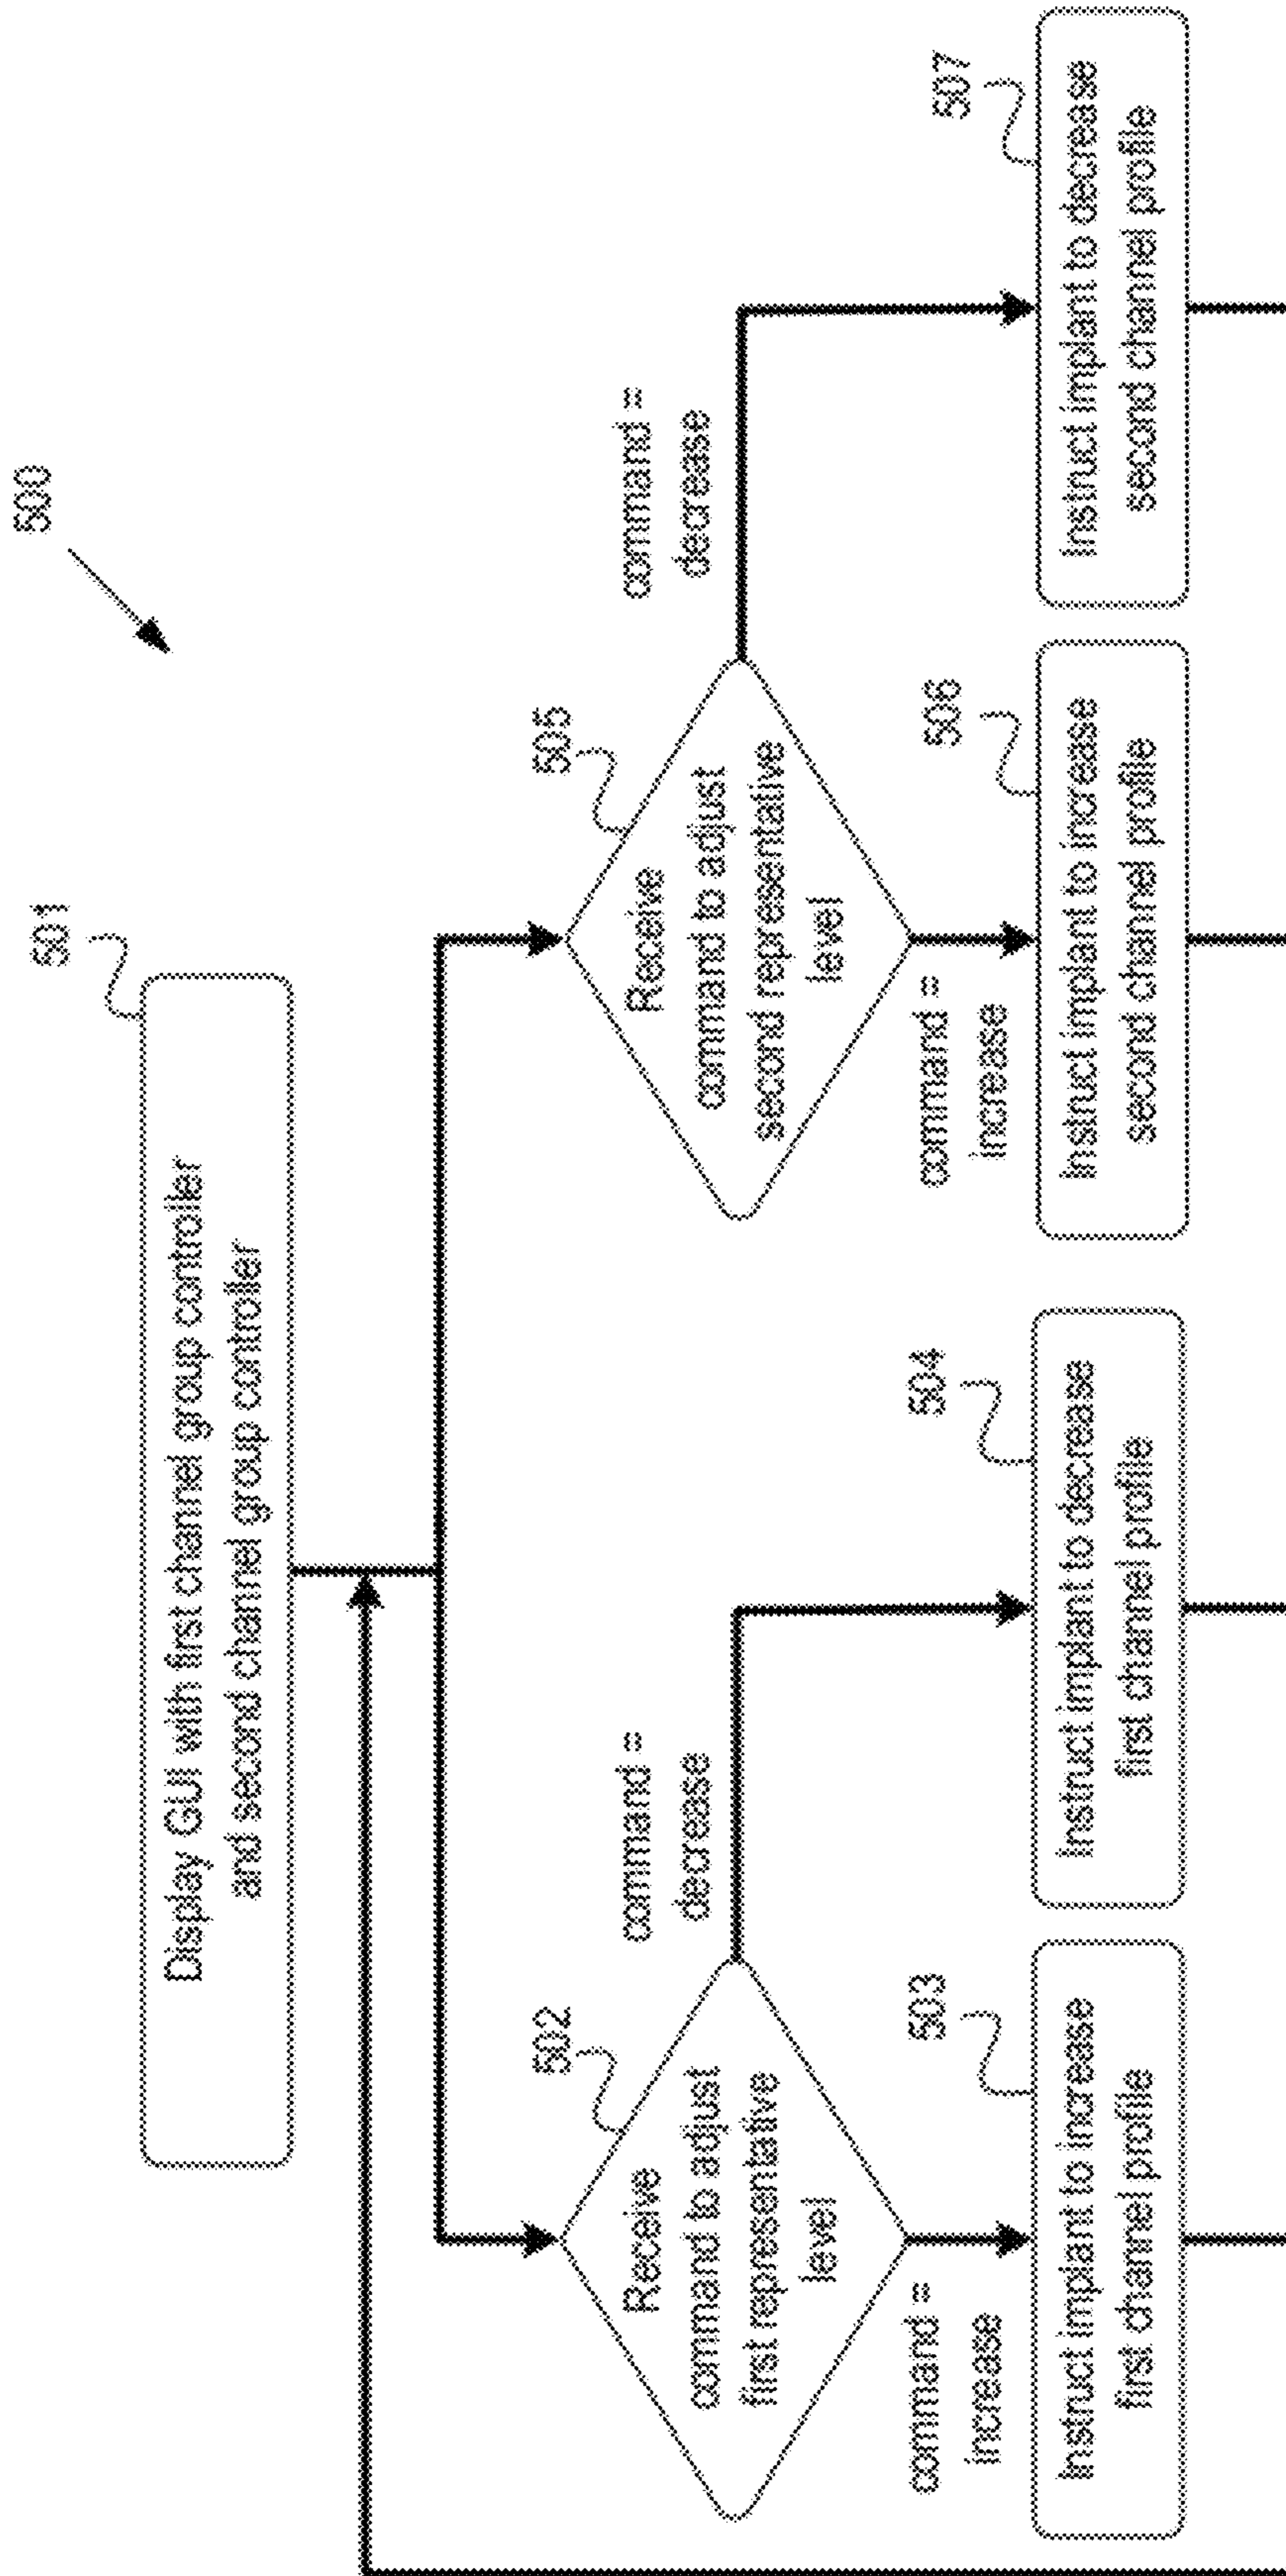 500
501
Display GUI with first channel group controller
and second channel group controller
502
Receive
command to adjust
first representative
level
command =
decrease
command =
increase
503
Instruct implant to increase
first channel profile
504
Instruct implant to decrease
first channel profile
505
Receive
command to adjust
second representative
level
command =
decrease
command =
increase
506
Instruct implant to increase
second channel profile
507
Instruct implant to decrease
second channel profile